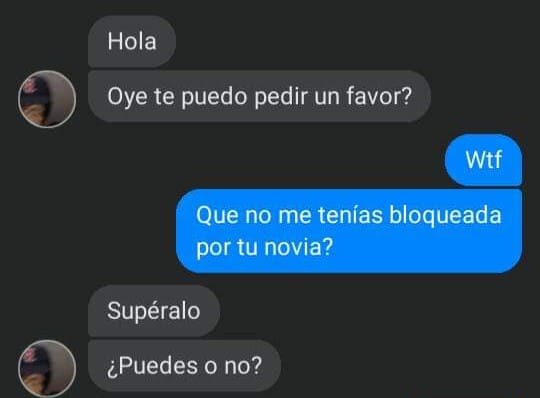 Hola
Oye te puedo pedir un favor?
Wtf
Que no me tenías bloqueada
por tu novia?
Supéralo
¿Puedes o no?